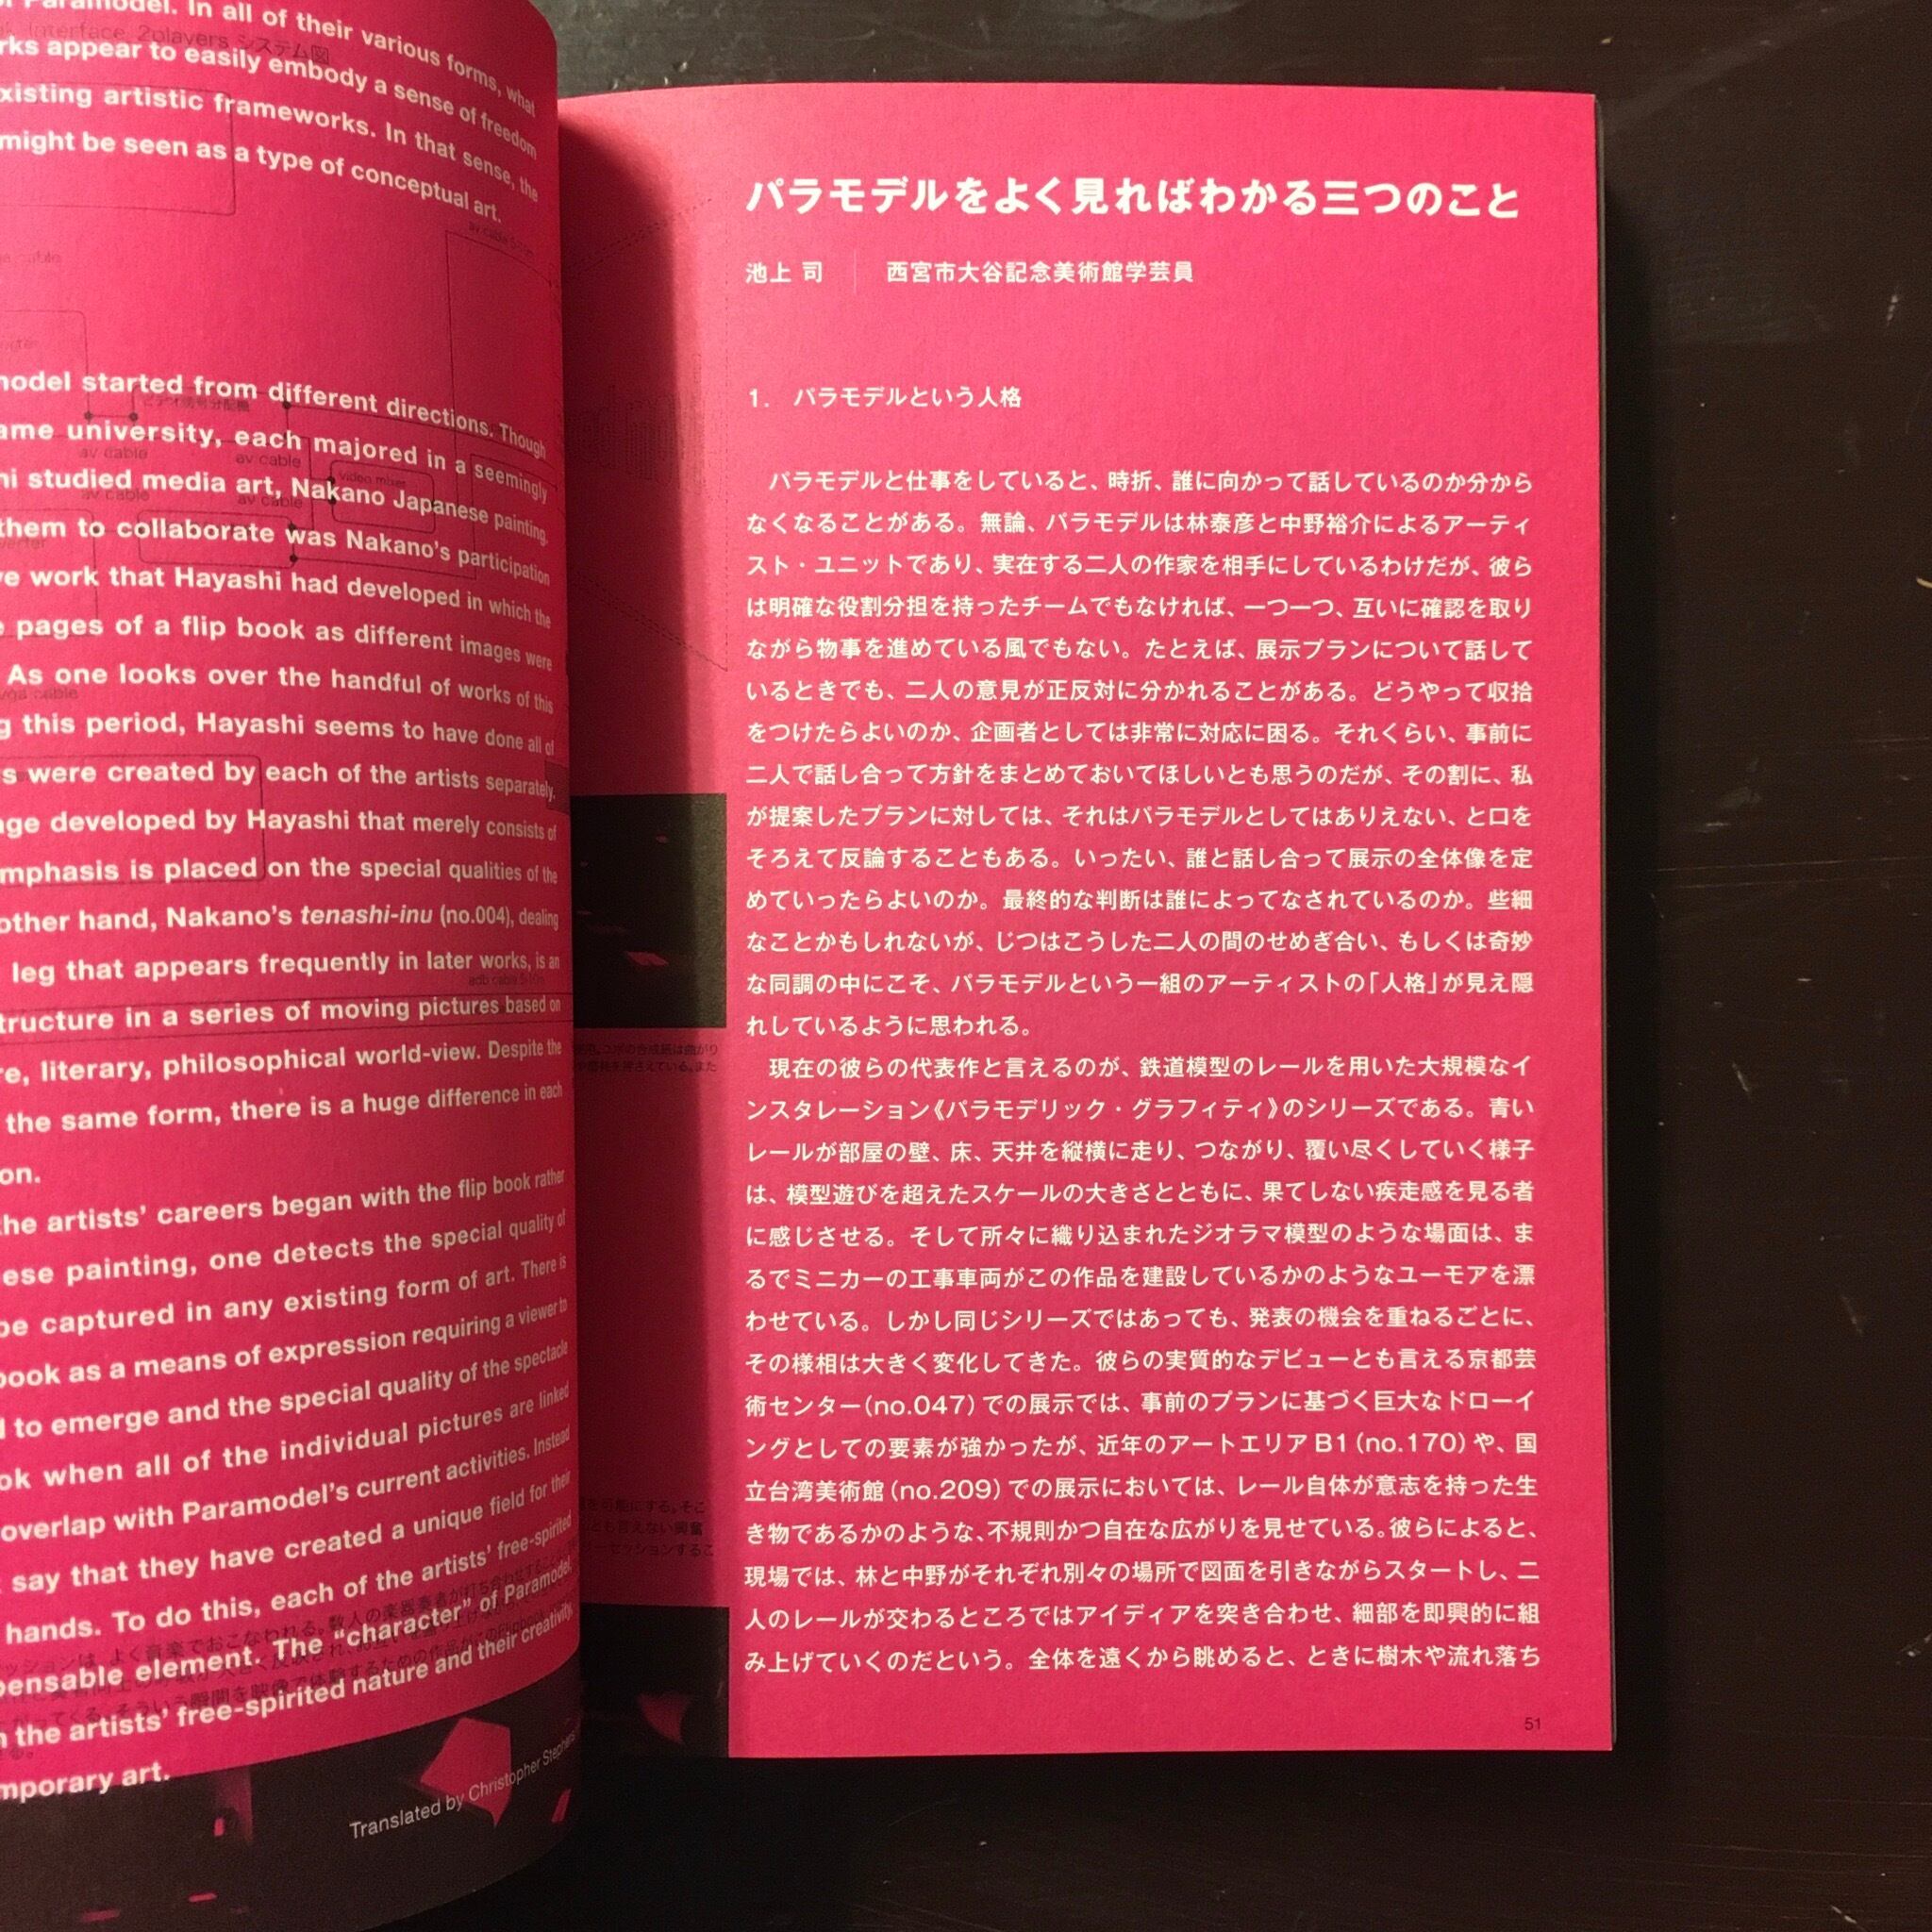 Paramodel. In all of their various forms, what
rks appear to easily embody a sense of freedom
xisting artistic frameworks. In that sense, the
might be seen as a type of conceptual art.
model started from different directions. Though
ame university, each majored in a seemingly
hi studied media art, Nakano Japanese painting.
them to collaborate was Nakano's participation
ve work that Hayashi had developed in which the
e pages of a flip book as different images were
As one looks over the handful of works of this
g this period, Hayashi seems to have done all of
s were created by each of the artists separately.
age developed by Hayashi that merely consists of
mphasis is placed on the special qualities of the
other hand, Nakano's tenashi-inu (no.004), dealing
leg that appears frequently in later works, is an
tructure in a series of moving pictures based on
re, literary, philosophical world-view. Despite the
the same form, there is a huge difference in each
on.
the artists' careers began with the flip book rather
ese painting, one detects the special quality of
be captured in any existing form of art. There is
book as a means of expression requiring a viewer to
d to emerge and the special quality of the spectacle
ok when all of the individual pictures are linked
overlap with Paramodel's current activities. Instead
say that they have created a unique field for their
hands. To do this, each of the artists' free-spirited
pensable element. The “character” of Paramodel,
n the artists' free-spirited nature and their creativity,
mporary art.
Translated by Christopher Stephens
パラモデルをよく見ればわかる三つのこと
池上 司 | 西宮市大谷記念美術館学芸員
1. パラモデルという人格
パラモデルと仕事をしていると、時折、誰に向かって話しているのか分から
なくなることがある。無論、パラモデルは林泰彦と中野裕介によるアーティ
スト・ユニットであり、実在する二人の作家を相手にしているわけだが、彼ら
は明確な役割分担を持ったチームでもなければ、一つ一つ、互いに確認を取り
ながら物事を進めている風でもない。たとえば、展示プランについて話して
いるときでも、二人の意見が正反対に分かれることがある。どうやって収拾
をつけたらよいのか、企画者としては非常に対応に困る。それくらい、事前に
二人で話し合って方針をまとめておいてほしいとも思うのだが、その割に、私
が提案したプランに対しては、それはパラモデルとしてはありえない、と口を
そろえて反論することもある。いったい、誰と話し合って展示の全体像を定
めていったらよいのか。最終的な判断は誰によってなされているのか。些細
なことかもしれないが、じつはこうした二人の間のせめぎ合い、もしくは奇妙
な同調の中にこそ、パラモデルという一組のアーティストの「人格」が見え隠
れしているように思われる。
現在の彼らの代表作と言えるのが、鉄道模型のレールを用いた大規模なイ
ンスタレーション《パラモデリック・グラフィティ》のシリーズである。青い
レールが部屋の壁、床、天井を縦横に走り、つながり、覆い尽くしていく様子
は、模型遊びを超えたスケールの大きさとともに、果てしない疾走感を見る者
に感じさせる。そして所々に織り込まれたジオラマ模型のような場面は、ま
るでミニカーの工事車両がこの作品を建設しているかのようなユーモアを漂
わせている。しかし同じシリーズではあっても、発表の機会を重ねるごとに、
その様相は大きく変化してきた。彼らの実質的なデビューとも言える京都芸
術センター（no.047）での展示では、事前のプランに基づく巨大なドローイ
ングとしての要素が強かったが、近年のアートエリアB1（no.170）や、国
立台湾美術館（no.209）での展示においては、レール自体が意志を持った生
き物であるかのような、不規則かつ自在な広がりを見せている。彼らによると、
現場では、林と中野がそれぞれ別々の場所で図面を引きながらスタートし、二
人のレールが交わるところではアイディアを突き合わせ、細部を即興的に組
み上げていくのだという。全体を遠くから眺めると、ときに樹木や流れ落ち
51